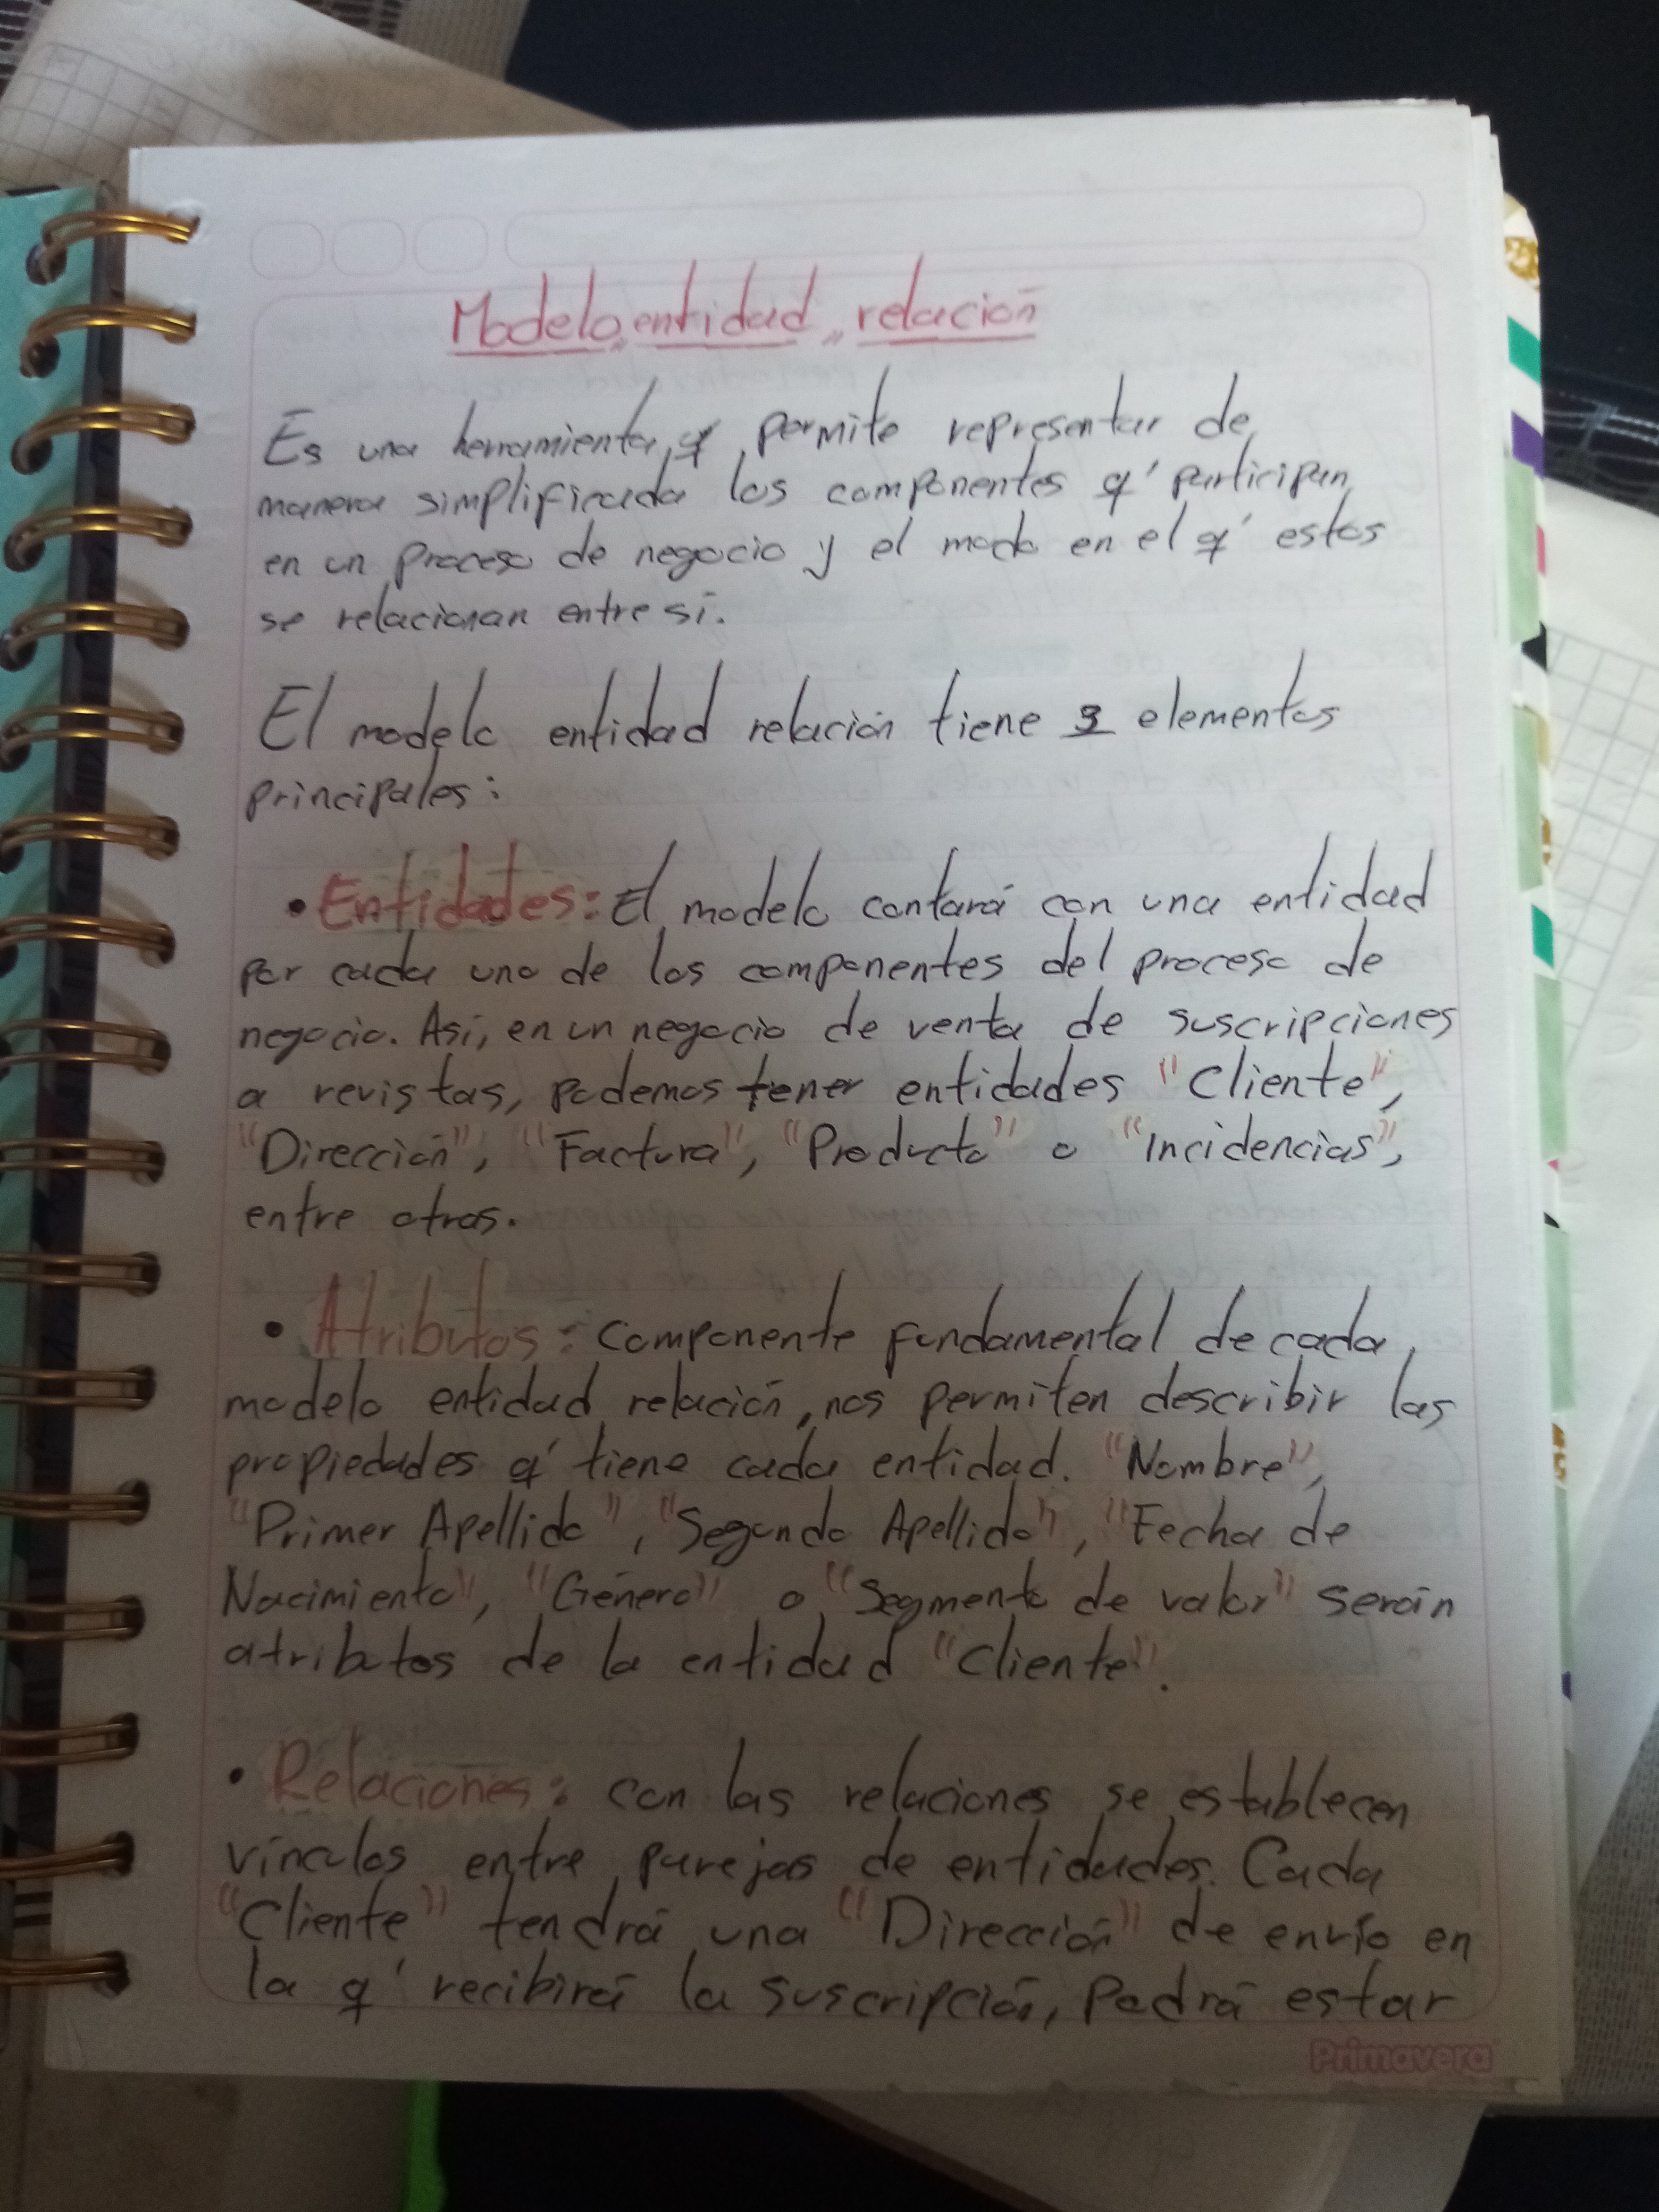 Modelo entidad relación
Es una herramienta q' permite representar de
manera simplificada los componentes q' participan
en un proceso de negocio y el modo en el q' estos
se relacionan entre sí.
El modelo entidad relación tiene 3 elementos
principales:
• Entidades: El modelo contará con una entidad
por cada uno de los componentes del proceso de
negocio. Así, en un negocio de venta de suscripciones
a revistas, podemos tener entidades "Cliente",
"Dirección", "Factura", "Producto" o "Incidencias",
entre otras.
• Atributos: Componente fundamental de cada
modelo entidad relación, nos permiten describir las
propiedades q' tiene cada entidad. "Nombre",
"Primer Apellido", "Segundo Apellido", "Fecha de
Nacimiento", "Género" o "Segmento de valor" serán
atributos de la entidad "Cliente".
• Relaciones: con las relaciones se establecen
vínculos entre parejas de entidades. Cada
"Cliente" tendrá una "Dirección" de envío en
la q' recibirá la suscripción, Podrá estar
Primavera